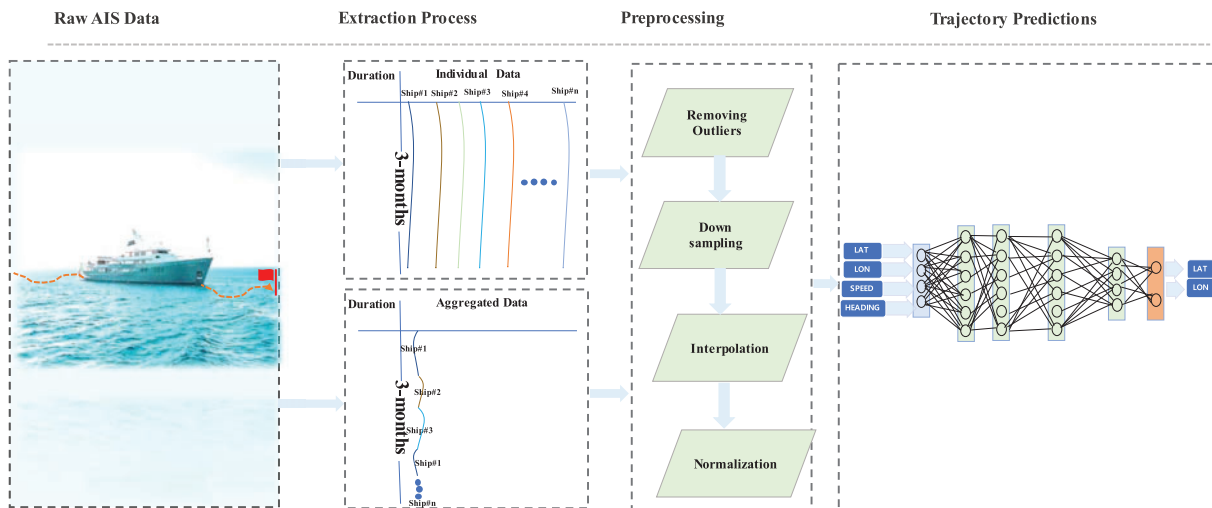 Raw AIS Data
Extraction Process
Preprocessing
Trajectory Predictions
Duration
Individual Data
Ship#1
Ship#2
Ship#3
Ship#4
Ship#n
3-months
Duration
Aggregated Data
Ship#1
3-months
Ship#2
Ship#3
Ship#1
Ship#n
Removing
Outliers
Down
sampling
Interpolation
Normalization
LAT
LON
SPEED
HEADING
LAT
LON